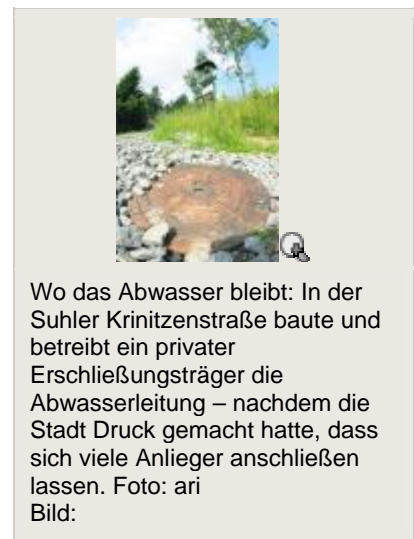 Wo das Abwasser bleibt: In der
Suhler Krinitzenstraße baute und
betreibt ein privater
Erschließungsträger die
Abwasserleitung – nachdem die
Stadt Druck gemacht hatte, dass
sich viele Anlieger anschließen
lassen. Foto: ari
Bild: